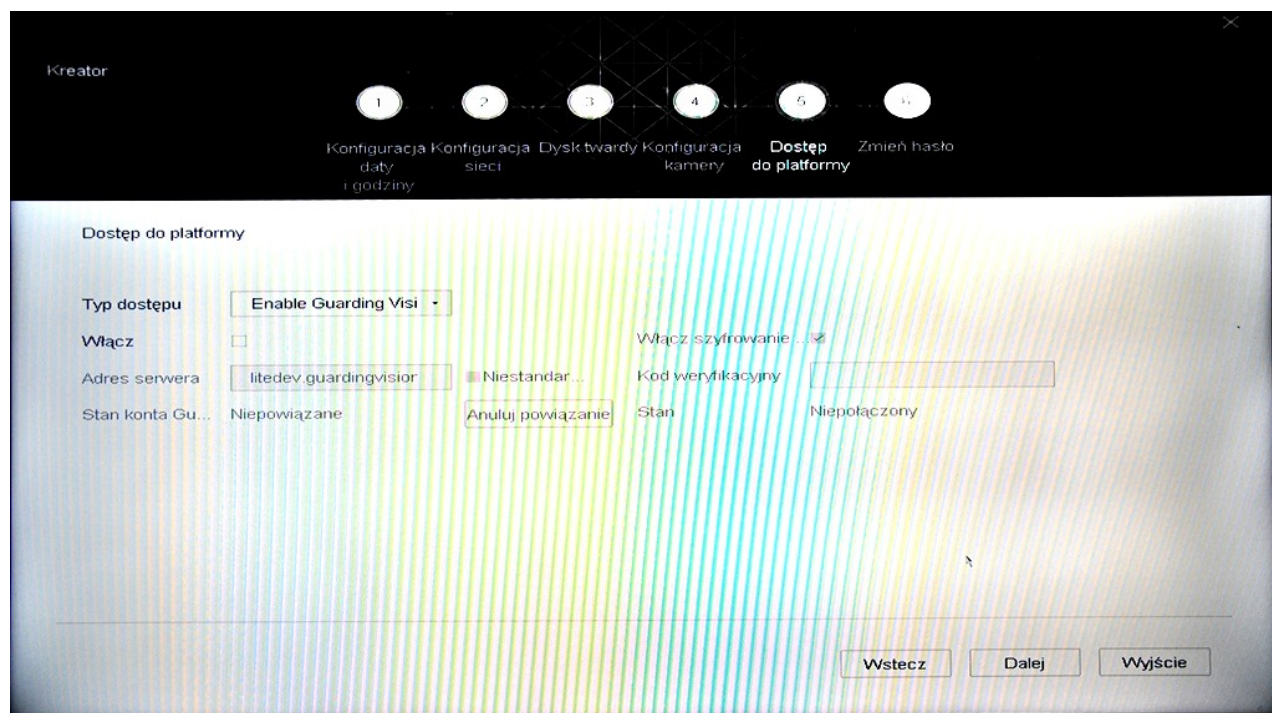 Kreator
1 2 3 4 5 6
Konfiguracja daty i godziny
Konfiguracja sieci
Dysk twardy
Konfiguracja kamery
Dostęp do platformy
Zmień hasło
Dostęp do platformy
Typ dostępu Enable Guarding Visi
Włącz Włącz szyfrowanie ...
Adres serwera litedev.guardingvisior Niestandar... Kod weryfikacyjny
Stan konta Gu... Niepowiązane Anuluj powiązanie Stan Niepołączony
Wstecz Dalej Wyjście